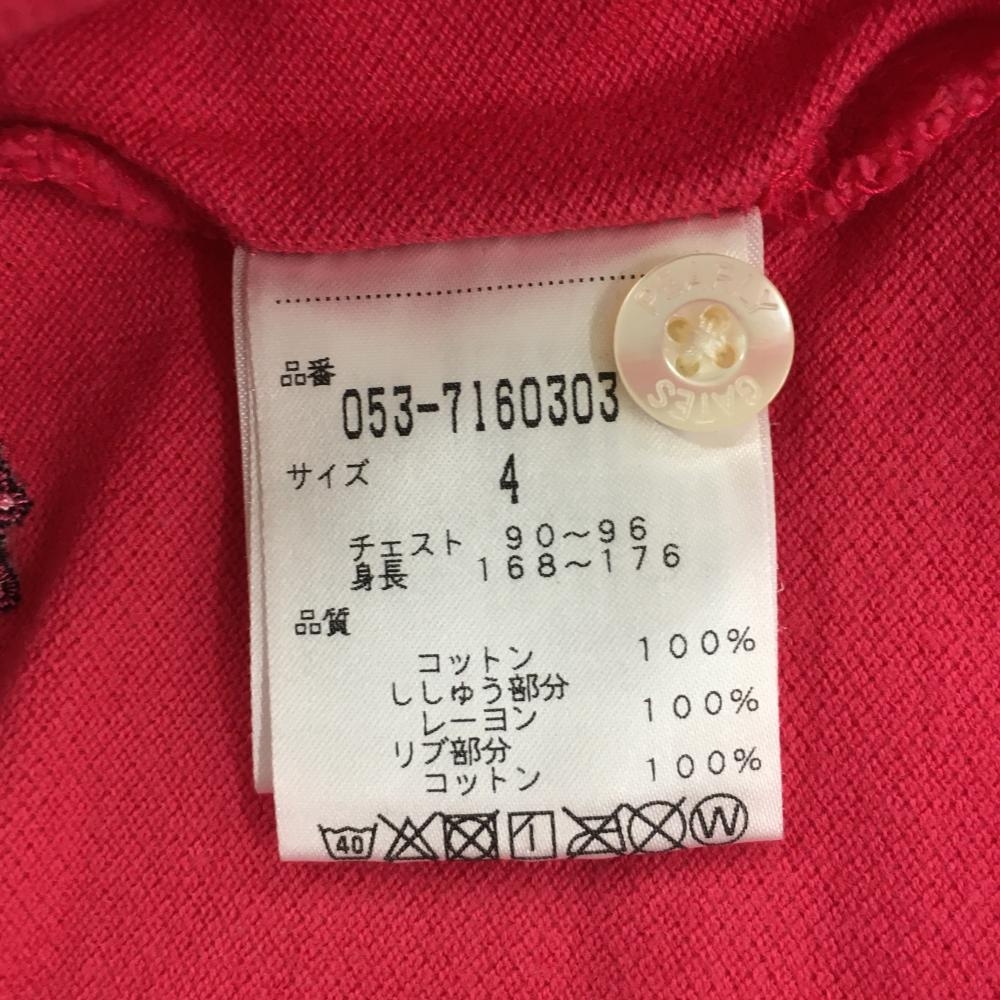 品番
053-7160303
サイズ 4
チェスト 90～96
身長 168～176
品質
コットン 100%
ししゅう部分
レーヨン 100%
リブ部分
コットン 100%
40 W
PEARLY
GATES